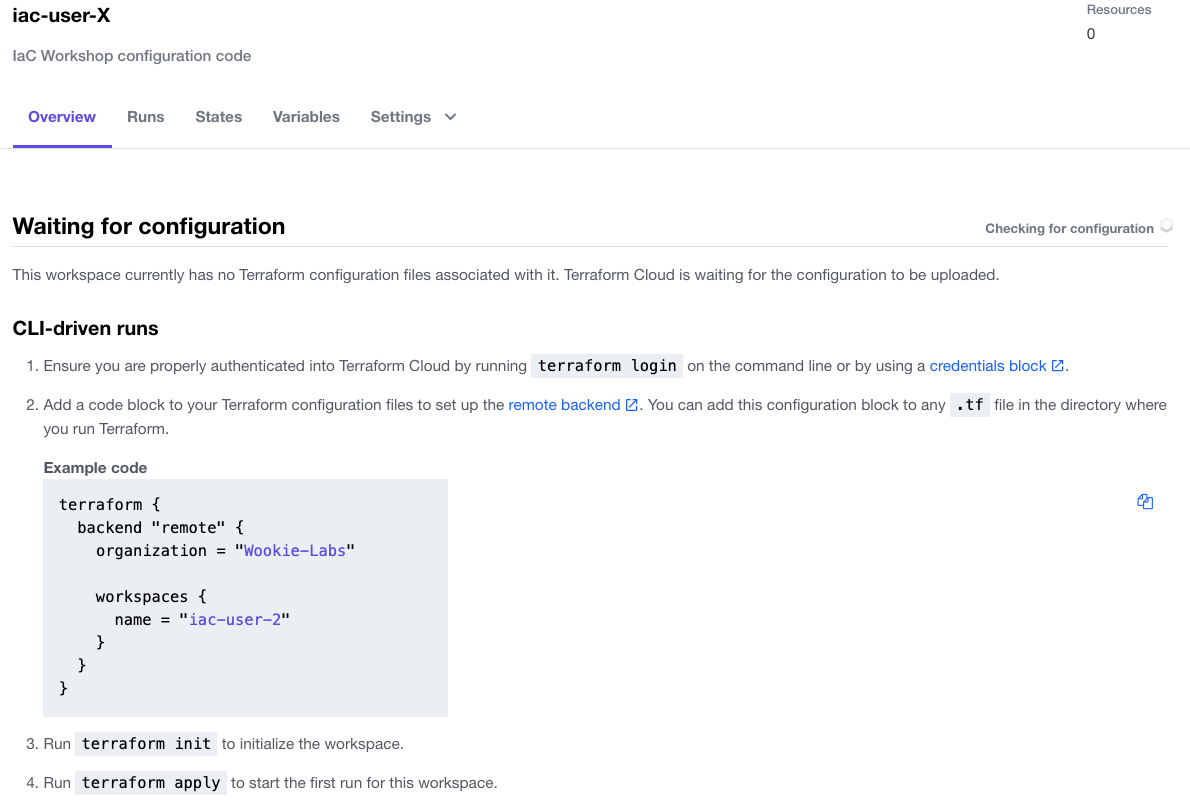 iac-user-X
Resources
0
IaC Workshop configuration code
Overview Runs States Variables Settings
Waiting for configuration
Checking for configuration
This workspace currently has no Terraform configuration files associated with it. Terraform Cloud is waiting for the configuration to be uploaded.
CLI-driven runs
1. Ensure you are properly authenticated into Terraform Cloud by running terraform login on the command line or by using a credentials block.
2. Add a code block to your Terraform configuration files to set up the remote backend. You can add this configuration block to any .tf file in the directory where
you run Terraform.
Example code
terraform {
  backend "remote" {
    organization = "Wookie-Labs"

    workspaces {
      name = "iac-user-2"
    }
  }
}
3. Run terraform init to initialize the workspace.
4. Run terraform apply to start the first run for this workspace.